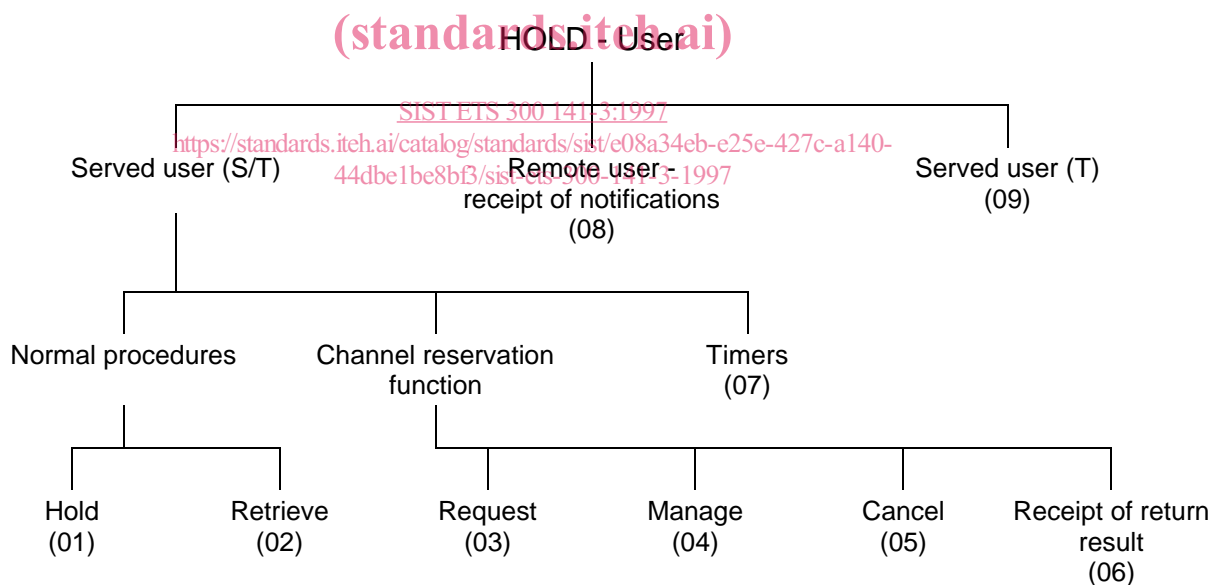 (standards.iteh.ai)
HOLD - User
SIST ETS 300 141-3:1997
https://standards.iteh.ai/catalog/standards/sist/e08a34eb-e25e-427c-a140-
44dbe1be8bf3/sist-ets-300-141-3-1997
Served user (S/T)
Remote user -
receipt of notifications
(08)
Served user (T)
(09)
Normal procedures
Channel reservation
function
Timers
(07)
Hold
(01)
Retrieve
(02)
Request
(03)
Manage
(04)
Cancel
(05)
Receipt of return
result
(06)